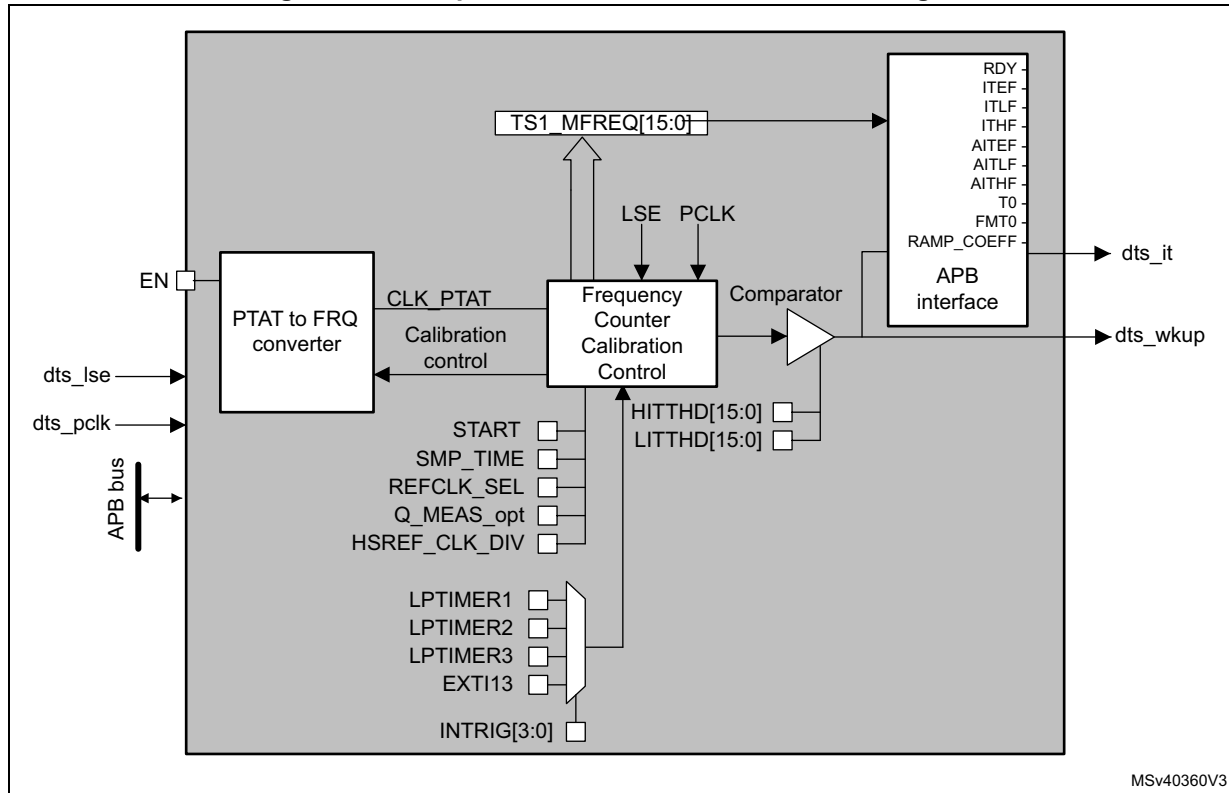 RDY
ITEF
ITLF
ITHF
AITEF
AITLF
AITHF
T0
FMT0
RAMP_COEFF
APB
interface
TS1_MFREQ[15:0]
LSE PCLK
dts_it
EN
PTAT to FRQ
converter
CLK_PTAT
Calibration
control
Frequency
Counter
Calibration
Control
Comparator
dts_wkup
dts_lse
dts_pclk
APB bus
HITTHD[15:0]
LITTHD[15:0]
START
SMP_TIME
REFCLK_SEL
Q_MEAS_opt
HSREF_CLK_DIV
LPTIMER1
LPTIMER2
LPTIMER3
EXTI13
INTRIG[3:0]
MSv40360V3